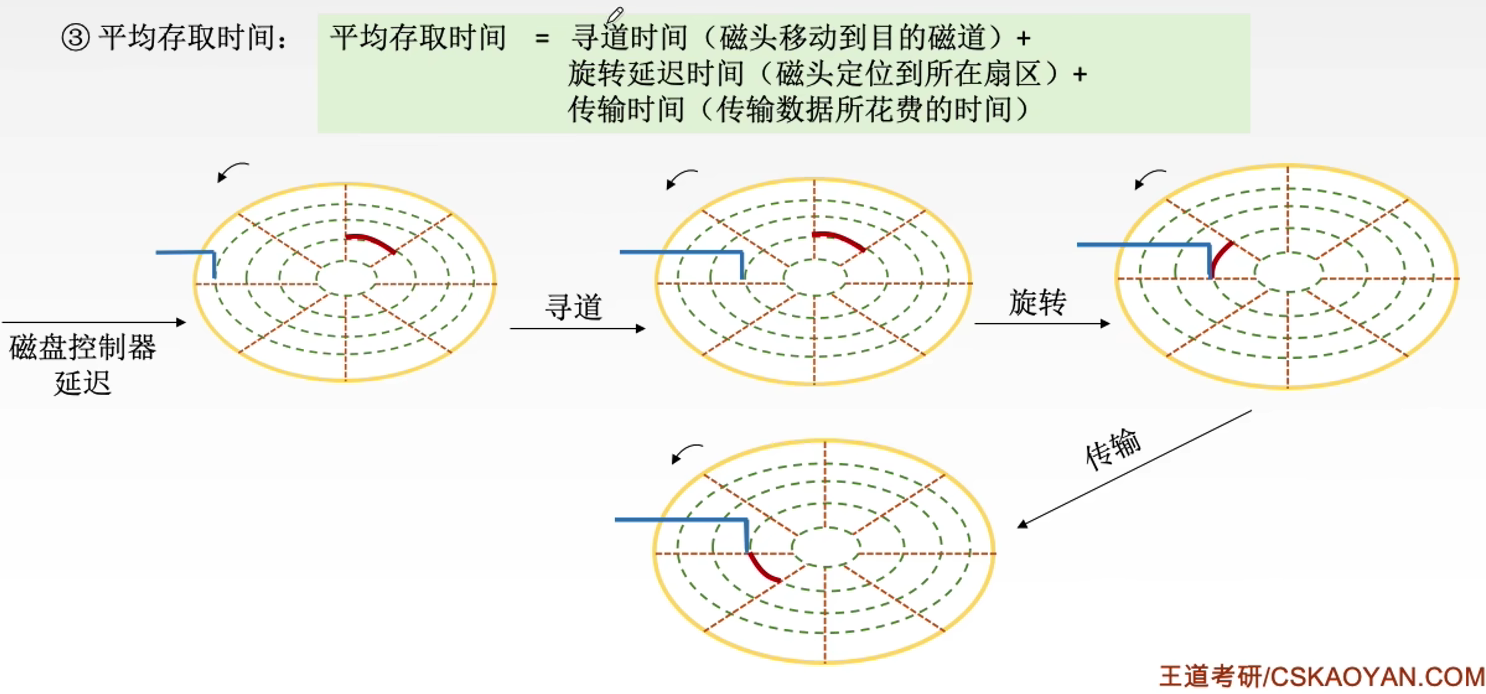 ③ 平均存取时间： 平均存取时间 = 寻道时间（磁头移动到目的磁道）+
旋转延迟时间（磁头定位到所在扇区）+
传输时间（传输数据所花费的时间）
磁盘控制器
延迟
寻道
旋转
传输
王道考研/CSKAOYAN.COM